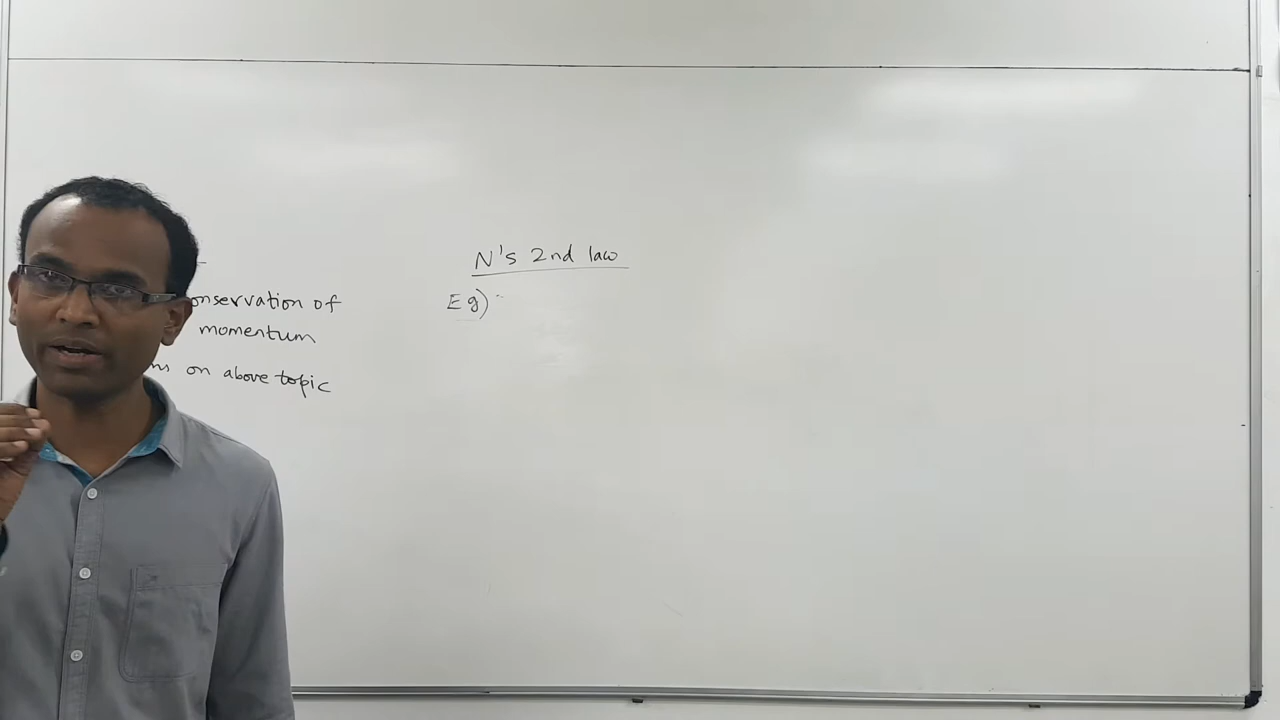 onservation of
momentum
on above topic
N's 2nd law
Eg)